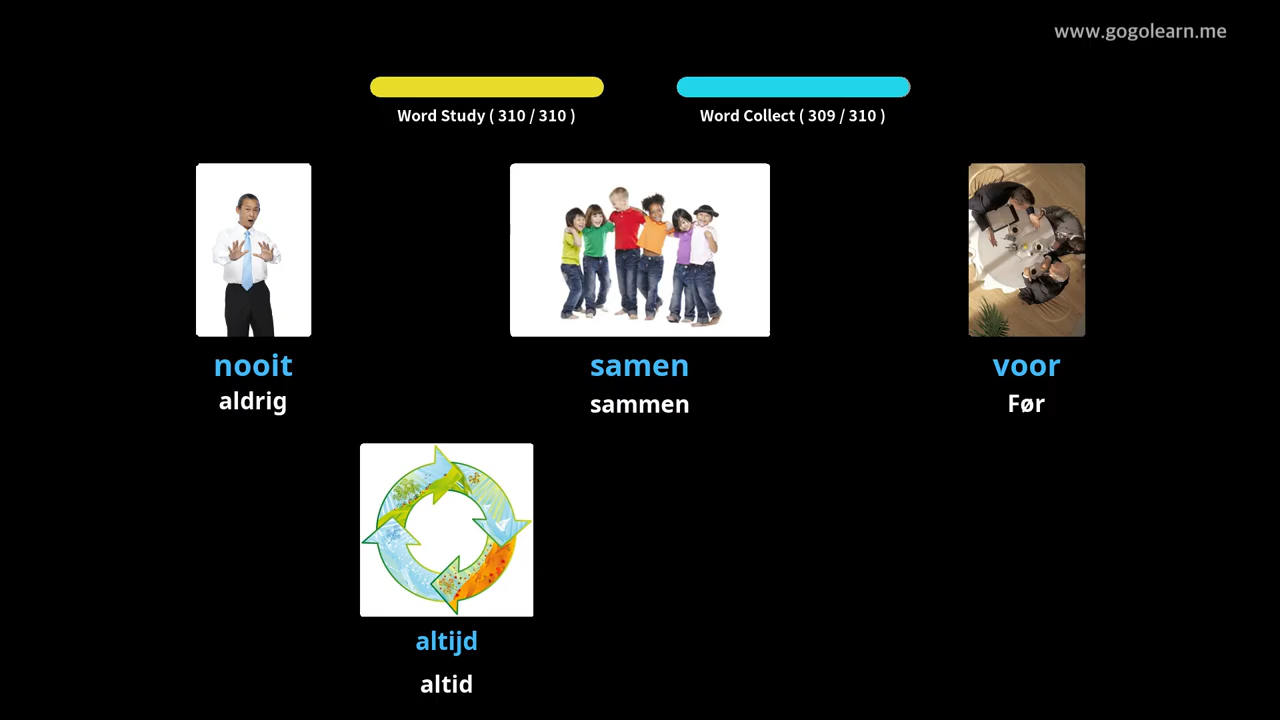 www.gogolearn.me
Word Study ( 310 / 310 )
Word Collect ( 309 / 310 )
nooit
aldrig
samen
sammen
voor
Før
altijd
altid